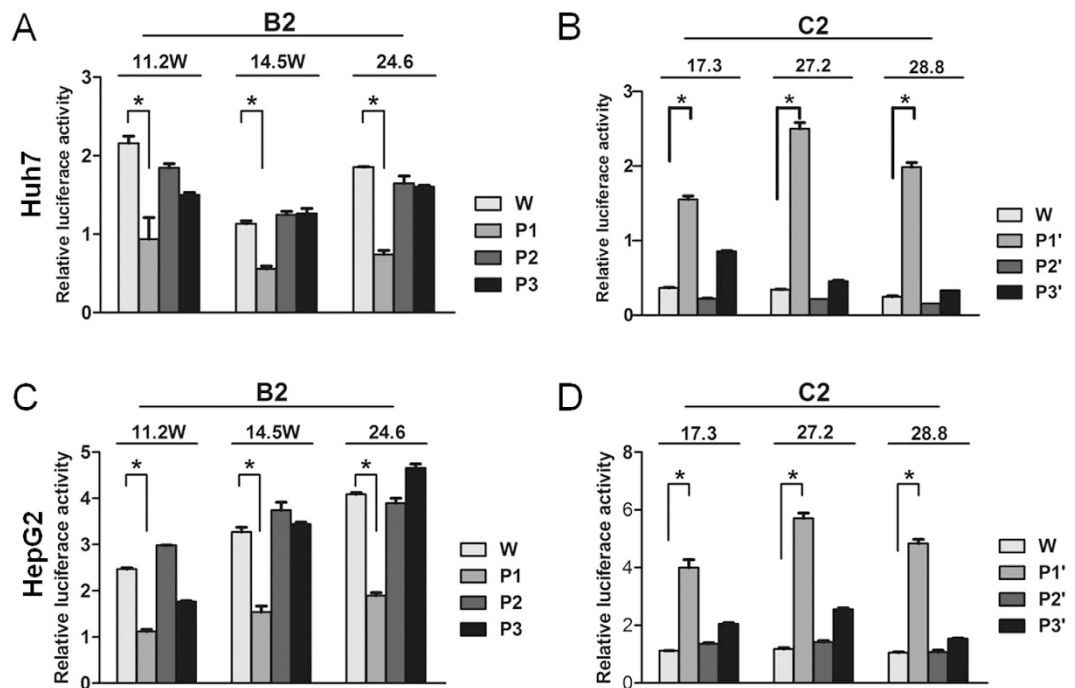 A
B2
11.2W 14.5W 24.6
* * *
Huh7
Relative luciferace activity
3
2
1
0
W
P1
P2
P3
B
C2
17.3 27.2 28.8
* * *
Relative luciferace activity
3
2
1
0
W
P1'
P2'
P3'
C
B2
11.2W 14.5W 24.6
* * *
HepG2
Relative luciferace activity
5
4
3
2
1
0
W
P1
P2
P3
D
C2
17.3 27.2 28.8
* * *
Relative luciferace activity
8
6
4
2
0
W
P1'
P2'
P3'